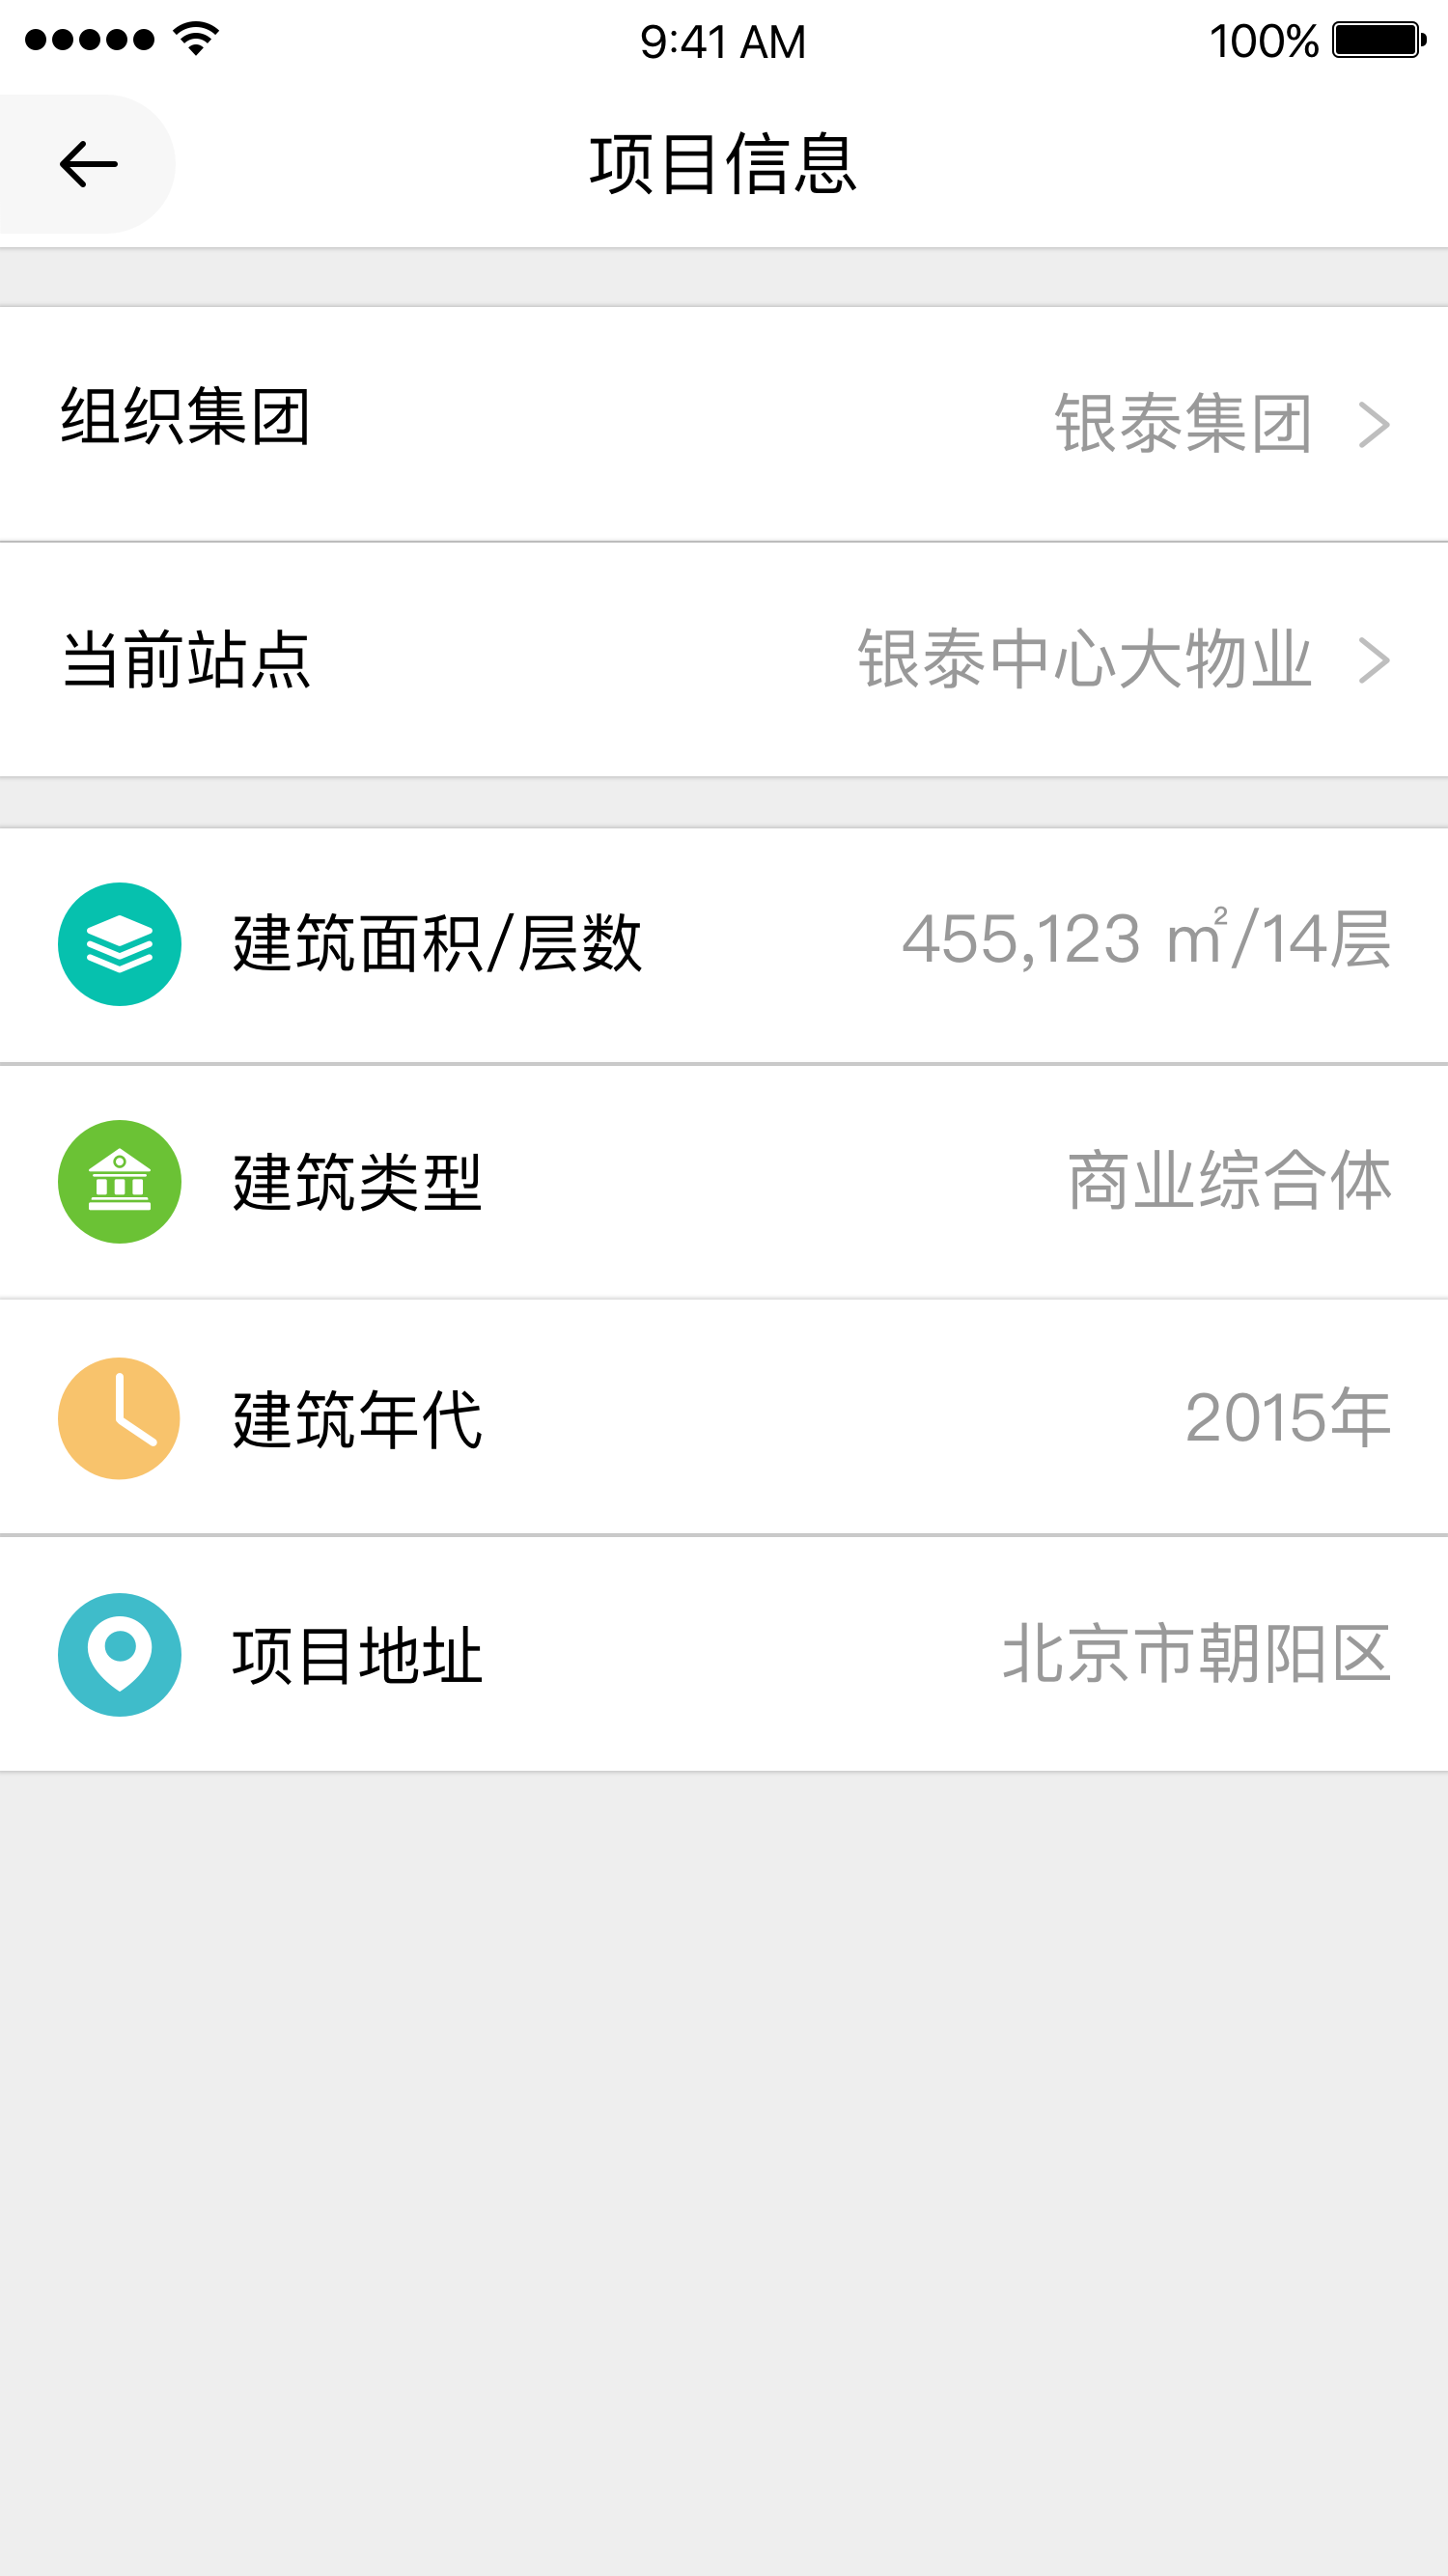 9:41 AM 100%
项目信息
组织集团 银泰集团
当前站点 银泰中心大物业
建筑面积/层数 455,123 ㎡/14层
建筑类型 商业综合体
建筑年代 2015年
项目地址 北京市朝阳区